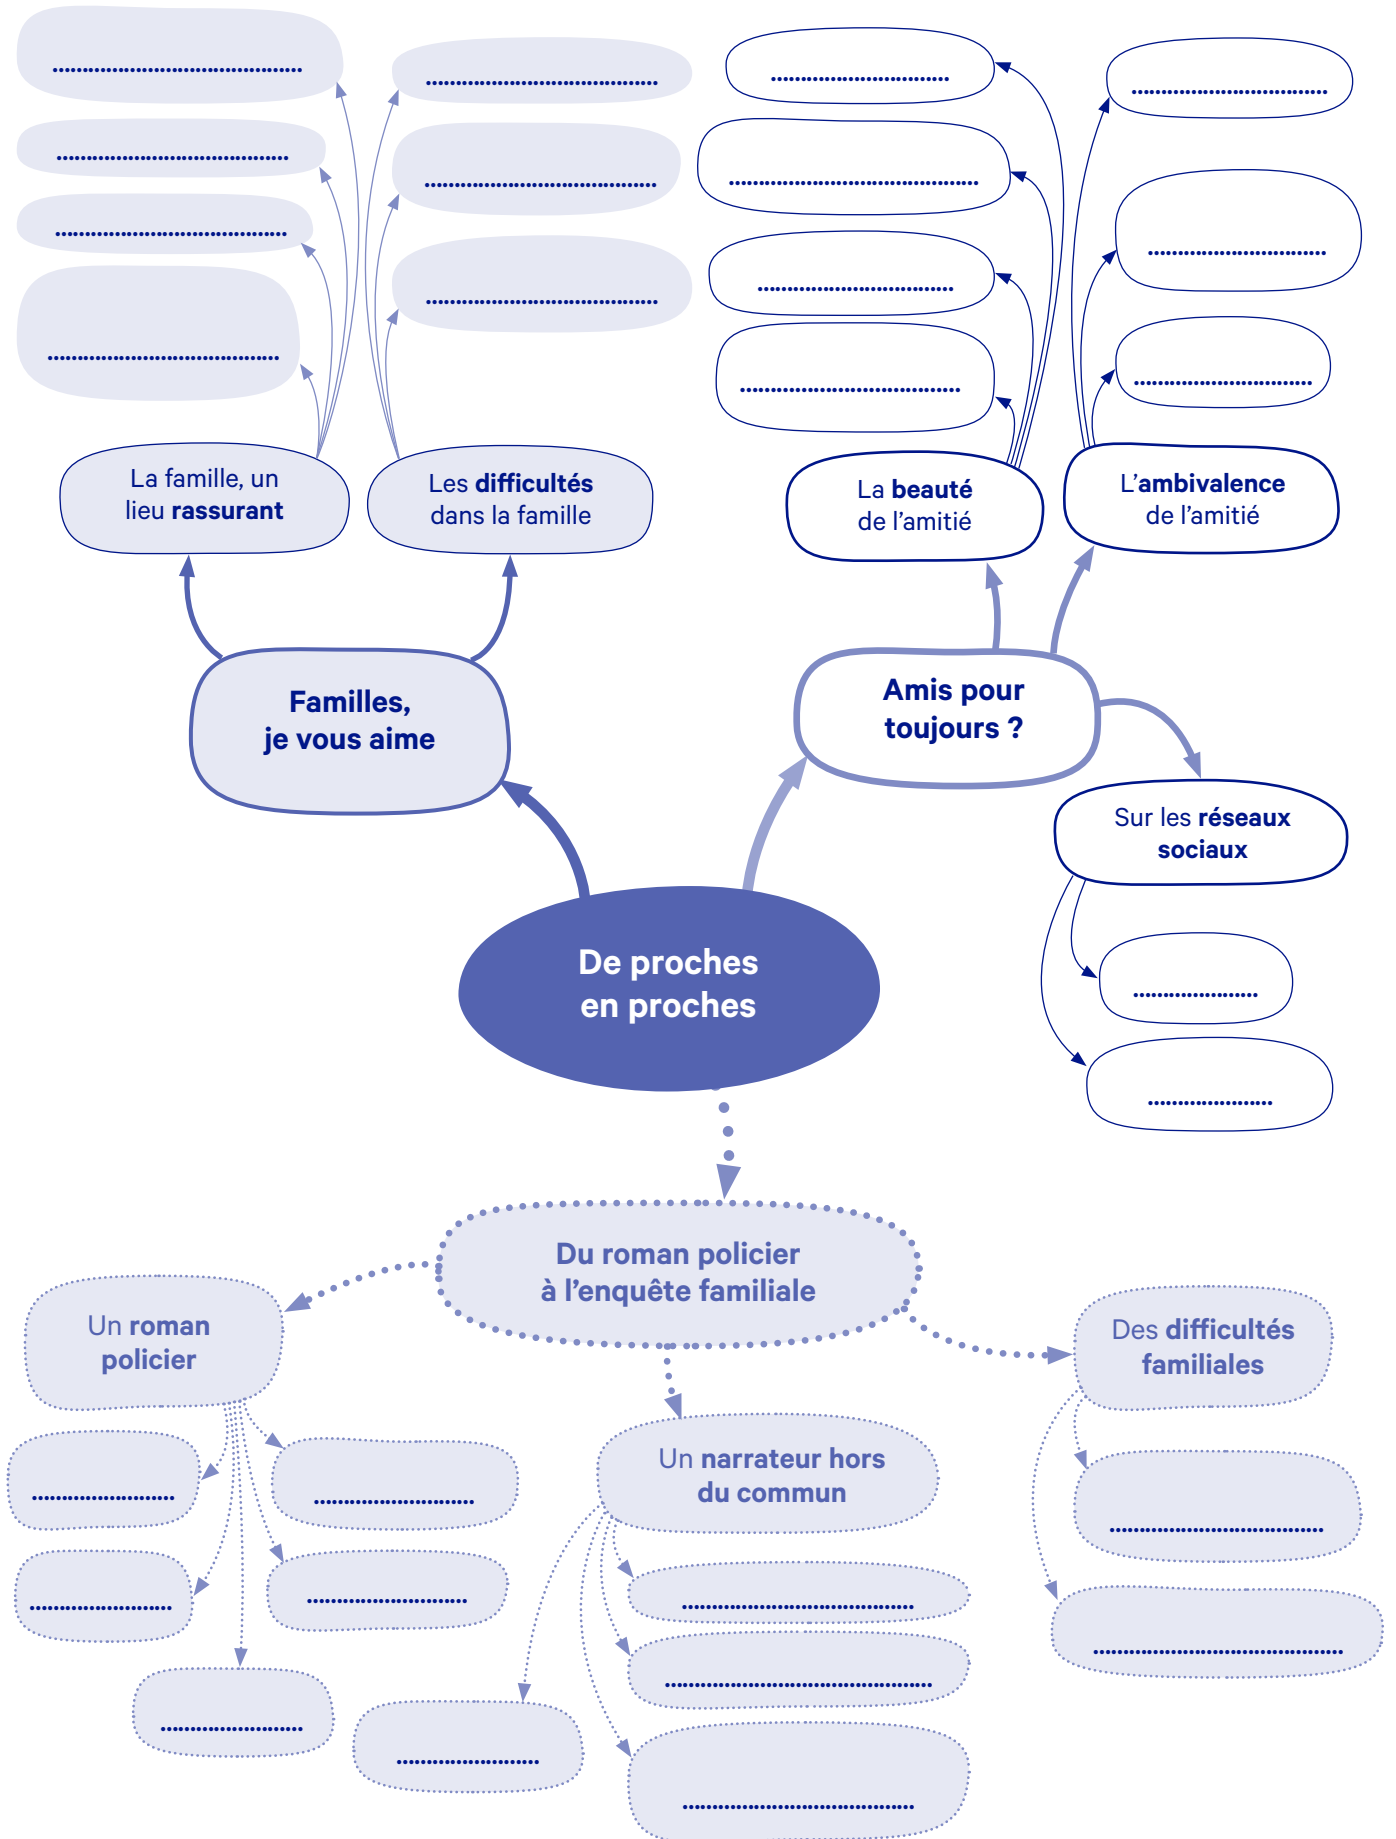 La famille, un
lieu rassurant
Les difficultés
dans la famille
La beauté
de l'amitié
L'ambivalence
de l'amitié
Familles,
je vous aime
Amis pour
toujours ?
Sur les réseaux
sociaux
De proches
en proches
Du roman policier
à l'enquête familiale
Un roman
policier
Des difficultés
familiales
Un narrateur hors
du commun